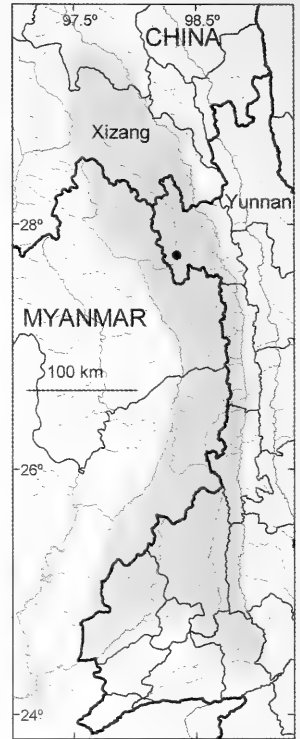 97.5° 98.5°
CHINA
Xizang
Yunnan
28°
MYANMAR
100 km
26°
24°